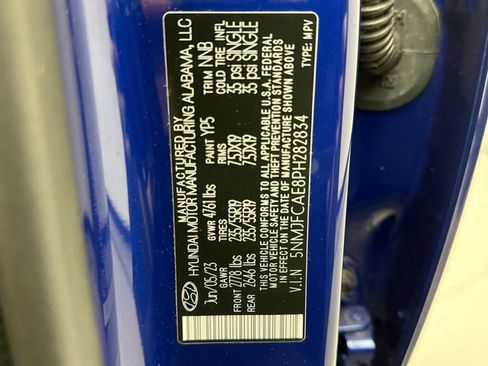 MANUFACTURED BY
HYUNDAI MOTOR MANUFACTURING ALABAMA, LLC
Jun/05/23 GVWR 4761 lbs PAINT YP5 TRIM NNB
GAWR TIRES RIMS COLD TIRE INFL.
FRONT 2778 lbs 235/55R19 7.5JX19 35 psi SINGLE
REAR 2646 lbs 235/55R19 7.5JX19 35 psi SINGLE
THIS VEHICLE CONFORMS TO ALL APPLICABLE U.S.A. FEDERAL
MOTOR VEHICLE SAFETY AND THEFT PREVENTION STANDARDS
IN EFFECT ON THE DATE OF MANUFACTURE SHOWN ABOVE.
V.I.N 5NMJFCAE8PH282834 TYPE: MPV